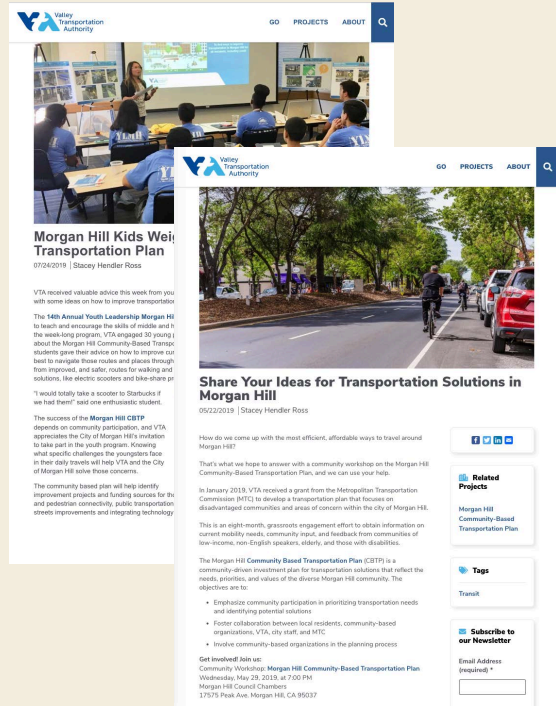 Valley
Transportation
Authority
GO PROJECTS ABOUT
YLMH
Morgan Hill Kids
Transportation Plan
07/24/2019 | Stacey Hendler Ross
VTA received valuable advice this week from
with some ideas on how to improve
The 14th Annual Youth Leadership Morgan
to teach and encourage the skills of middle and
the week-long program, VTA engaged 30 young
about the Morgan Hill Community-Based
students gave their advice on how to improve
best to navigate those routes and places through
from improved, and safer, routes for walking and
solutions, like electric scooters and bike-share
"I would totally take a scooter to Starbucks if
we had them!" said one enthusiastic student.
The success of the Morgan Hill CBTP
depends on community participation, and VTA
appreciates the City of Morgan Hill's invitation
to take part in the youth program. Knowing
what specific challenges the youngsters face
in their daily travels will help VTA and the City
of Morgan Hill solve those concerns.
The community based plan will help identify
improvement projects and funding sources for
and pedestrian connectivity, public transportation
streets improvements and integrating technology
Valley
Transportation
Authority
GO PROJECTS ABOUT
Share Your Ideas for Transportation Solutions in
Morgan Hill
05/22/2019 | Stacey Hendler Ross
How do we come up with the most efficient, affordable ways to travel around
Morgan Hill?
That's what we hope to answer with a community workshop on the Morgan Hill
Community-Based Transportation Plan, and we can use your help.
In January 2019, VTA received a grant from the Metropolitan Transportation
Commission (MTC) to develop a transportation plan that focuses on
disadvantaged communities and areas of concern within the city of Morgan Hill.
This is an eight-month, grassroots engagement effort to obtain information on
current mobility needs, community input, and feedback from communities of
low-income, non-English speakers, elderly, and those with disabilities.
The Morgan Hill Community Based Transportation Plan (CBTP) is a
community-driven investment plan for transportation solutions that reflect the
needs, priorities, and values of the diverse Morgan Hill community. The
objectives are to:
• Emphasize community participation in prioritizing transportation needs
and identifying potential solutions
• Foster collaboration between local residents, community-based
organizations, VTA, city staff, and MTC
• Involve community-based organizations in the planning process
Get involved! Join us:
Community Workshop: Morgan Hill Community-Based Transportation Plan
Wednesday, May 29, 2019, at 7:00 PM
Morgan Hill Council Chambers
17575 Peak Ave. Morgan Hill, CA 95037
Related
Projects
Morgan Hill
Community-Based
Transportation Plan
Tags
Transit
Subscribe to
our Newsletter
Email Address
(required) *